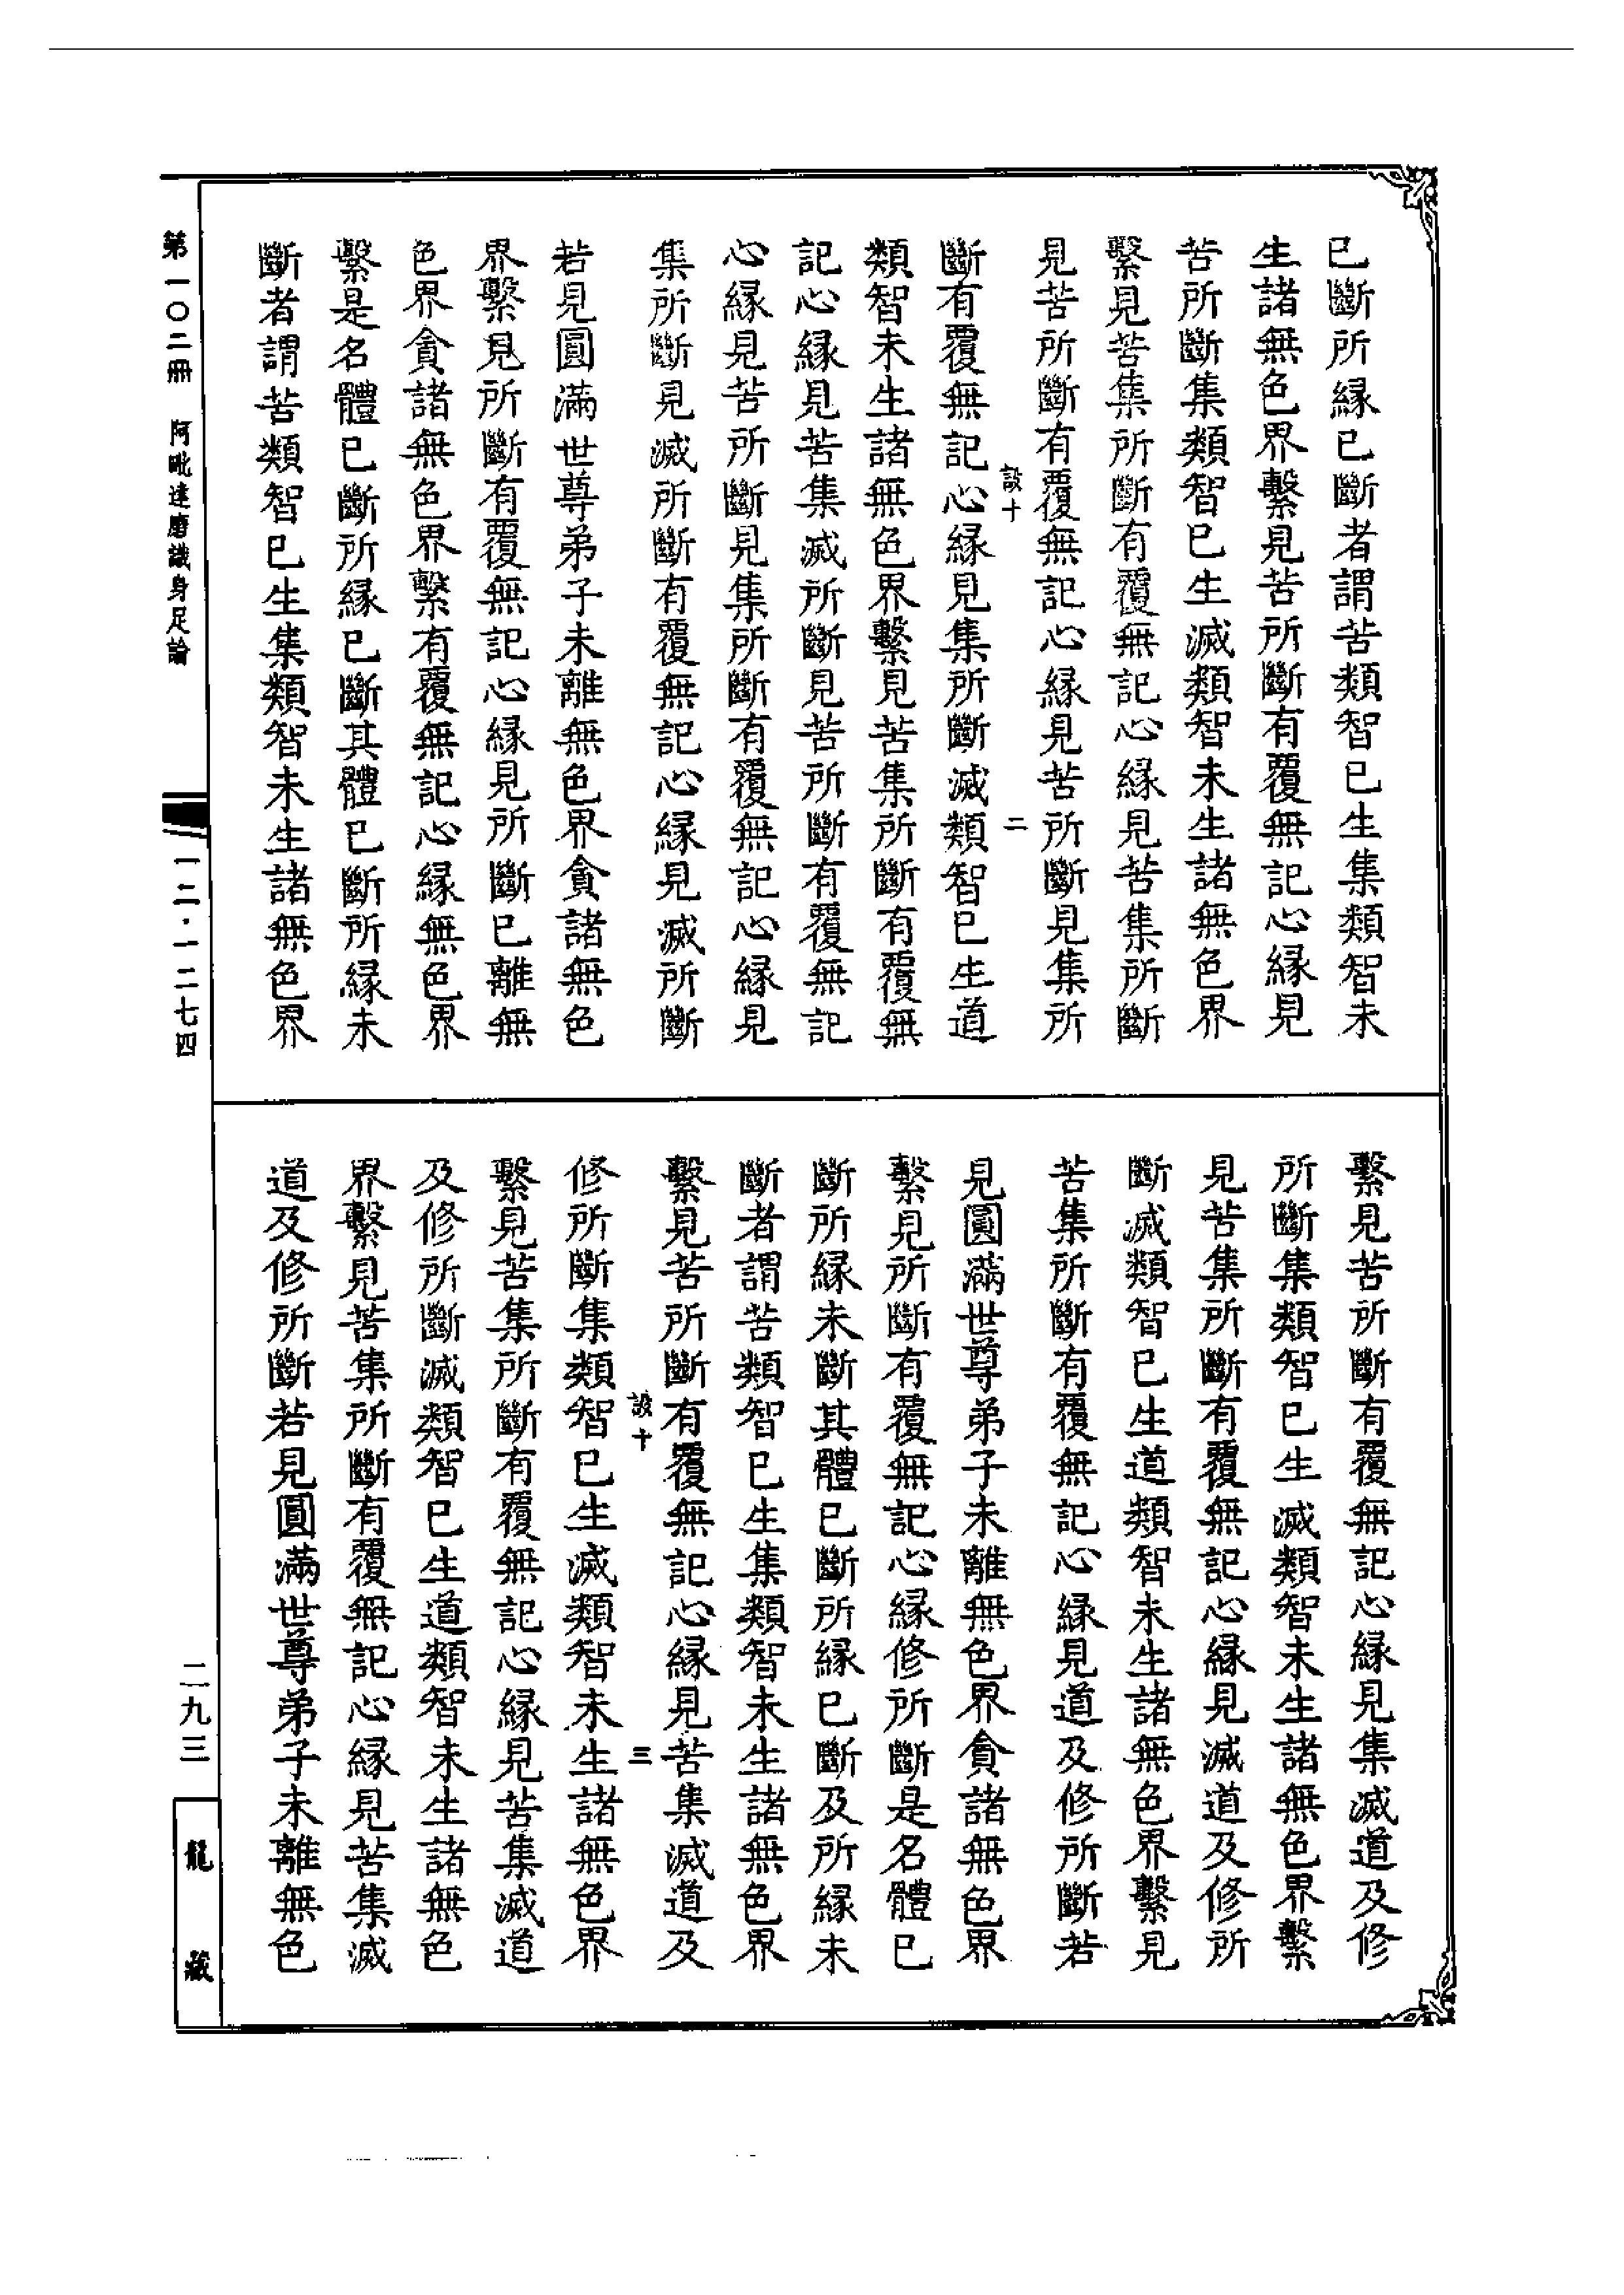 已斷所緣已斷者謂苦類智已生集類智未
生諸無色界繫見苦所斷有覆無記心緣見
苦所斷集類智已生滅類智未生諸無色界
繫見苦集所斷有覆無記心緣見苦集所斷
見苦所斷有覆無記心緣見苦所斷見集所
設十 二
斷有覆無記心緣見集所斷滅類智已生道
類智未生諸無色界繫見苦集所斷有覆無
記心緣見苦集滅所斷見苦所斷有覆無記
心緣見苦所斷見集所斷有覆無記心緣見
集所斷見滅所斷有覆無記心緣見滅所斷
若見圓滿世尊弟子未離無色界貪諸無色
界繫見所斷有覆無記心緣見所斷已離無
色界貪諸無色界繫有覆無記心緣無色界
繫是名體已斷所緣已斷其體已斷所緣未
斷者謂苦類智已生集類智未生諸無色界
繫見苦所斷有覆無記心緣見集滅道及修
所斷集類智已生滅類智未生諸無色界繫
見苦集所斷有覆無記心緣見滅道及修所
斷滅類智已生道類智未生諸無色界繫見
苦集所斷有覆無記心緣見道及修所斷若
見圓滿世尊弟子未離無色界貪諸無色界
繫見所斷有覆無記心緣修所斷是名體已
斷所緣未斷其體已斷所緣已斷及所緣未
斷者謂苦類智已生集類智未生諸無色界
繫見苦所斷有覆無記心緣見苦集滅道及
設十 三
修所斷集類智已生滅類智未生諸無色界
繫見苦集所斷有覆無記心緣見苦集滅道
及修所斷滅類智已生道類智未生諸無色
界繫見苦集所斷有覆無記心緣見苦集滅
道及修所斷若見圓滿世尊弟子未離無色
第一〇二冊 阿毗達磨識身足論
一二·一二七四
二九三
龍藏